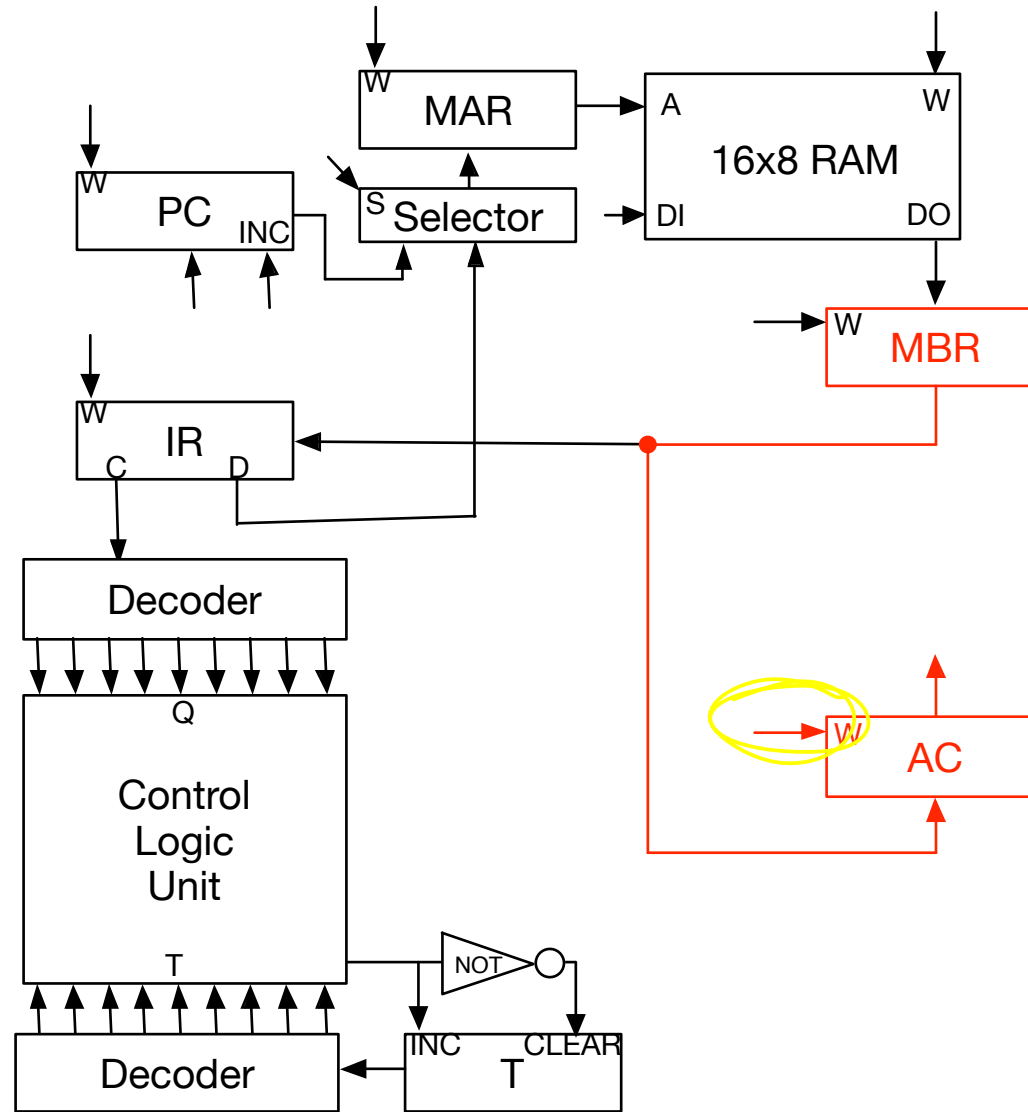 W
MAR
A
W
16x8 RAM
DI
DO
W
PC
INC
S
Selector
W
MBR
W
IR
C
D
Decoder
Q
Control
Logic
Unit
T
W
AC
NOT
INC
CLEAR
T
Decoder